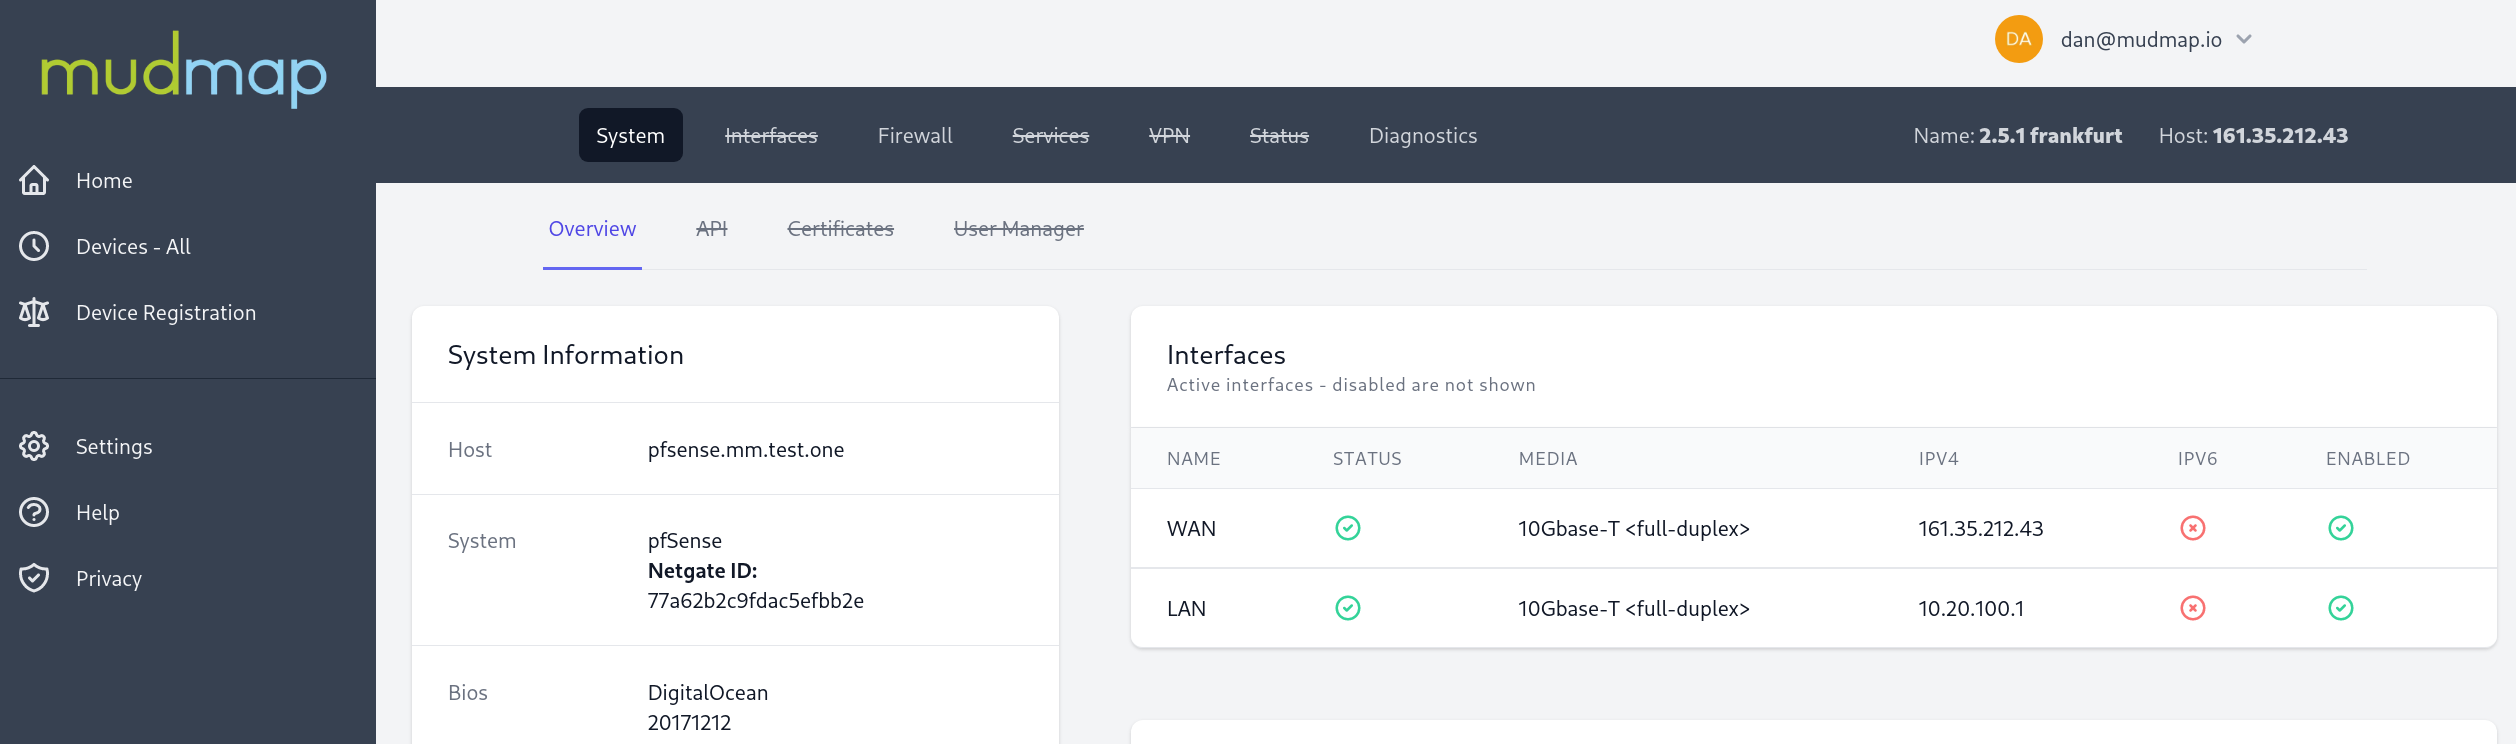 mudmap
DA dan@mudmap.io
System Interfaces Firewall Services VPN Status Diagnostics Name: 2.5.1 frankfurt Host: 161.35.212.43
Home
Devices - All
Device Registration
Settings
Help
Privacy
Overview API Certificates User Manager
System Information
Host pfsense.mm.test.one
System pfSense
Netgate ID:
77a62b2c9fdac5efbb2e
Bios DigitalOcean
20171212
Interfaces
Active interfaces - disabled are not shown
NAME STATUS MEDIA IPV4 IPV6 ENABLED
WAN 10Gbase-T <full-duplex> 161.35.212.43
LAN 10Gbase-T <full-duplex> 10.20.100.1